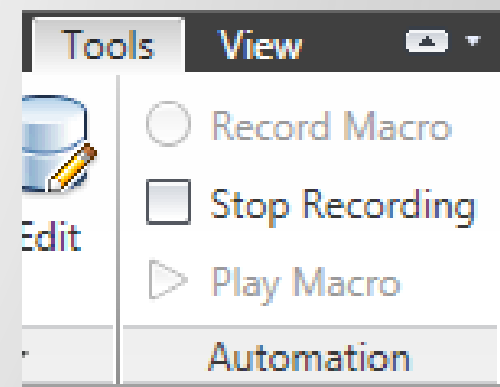 Tools View
Record Macro
Stop Recording
Edit
Play Macro
Automation